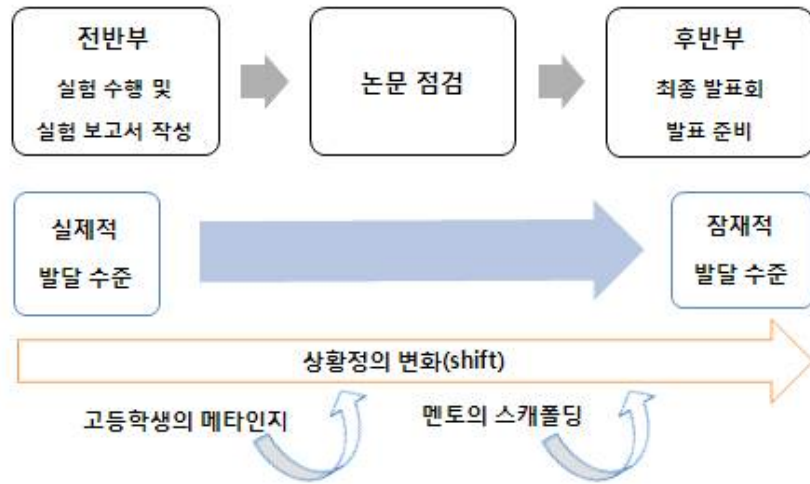 전반부
실험 수행 및
실험 보고서 작성
논문 점검
후반부
최종 발표회
발표 준비
실제적
발달 수준
잠재적
발달 수준
상황정의 변화(shift)
고등학생의 메타인지
멘토의 스캐폴딩